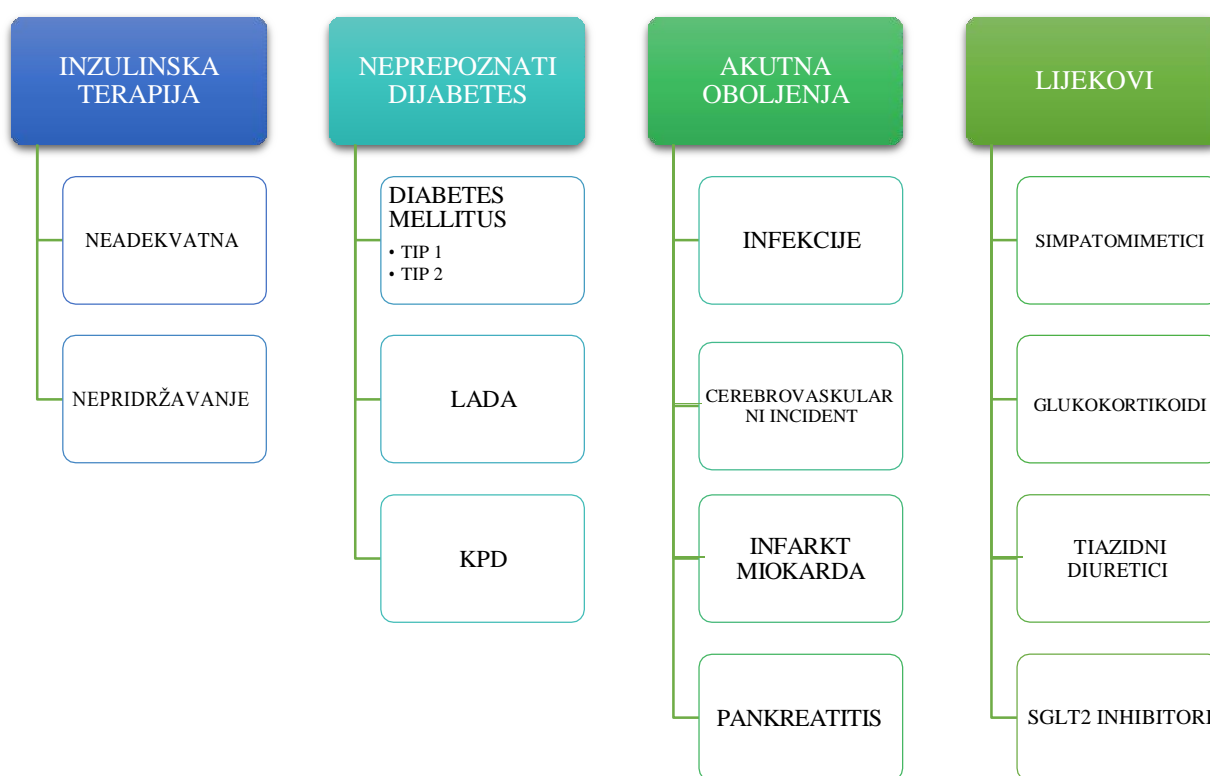 INZULINSKA
TERAPIJA
NEADEKVATNA
NEPRIDRŽAVANJE
NEPREPOZNATI
DIJABETES
DIABETES
MELLITUS
• TIP 1
• TIP 2
LADA
KPD
AKUTNA
OBOLJENJA
INFEKCIJE
CEREBROVASKULAR
NI INCIDENT
INFARKT
MIOKARDA
PANKREATITIS
LIJEKOVI
SIMPATOMIMETICI
GLUKOKORTIKOIDI
TIAZIDNI
DIURETICI
SGLT2 INHIBITORI